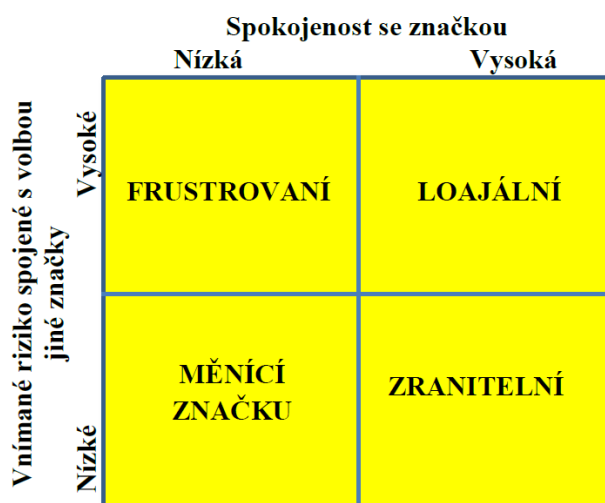 Spokojenost se značkou
Nízká Vysoká
Vnímané riziko spojené s volbou
jiné značky
Vysoké
Nízké
FRUSTROVANÍ
LOAJÁLNÍ
MĚNÍCÍ
ZNAČKU
ZRANITELNÍ